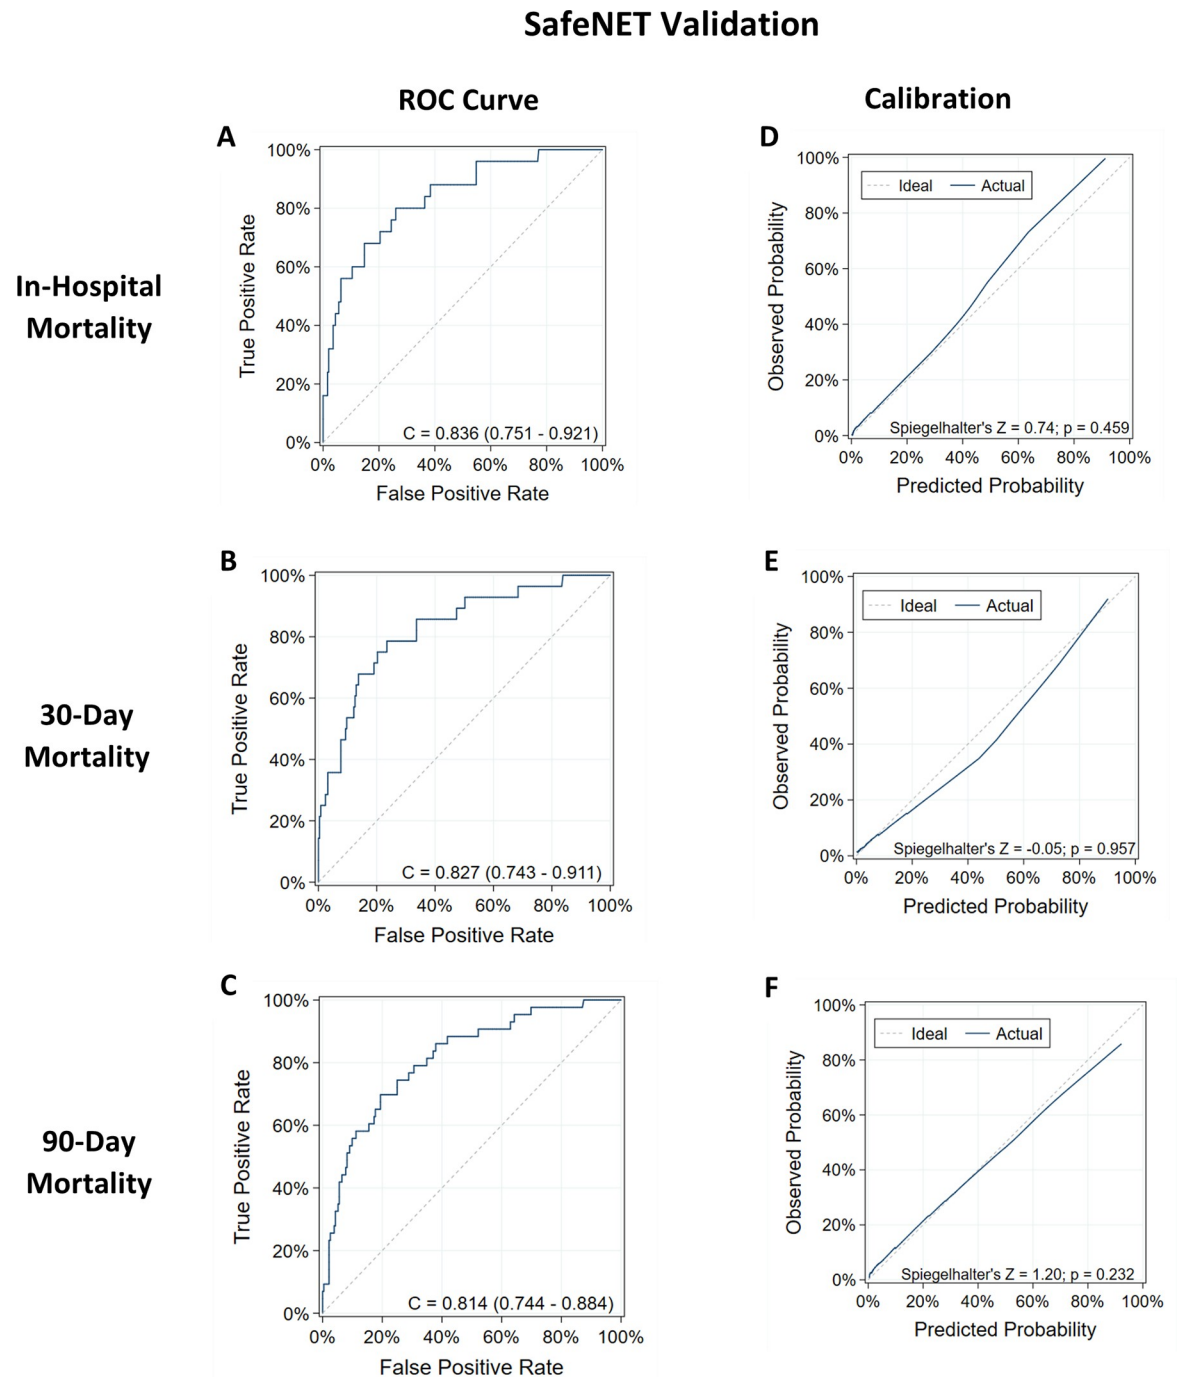 SafeNET Validation
ROC Curve
Calibration
In-Hospital
Mortality
A
100%
80%
60%
40%
20%
0%
True Positive Rate
C = 0.836 (0.751 - 0.921)
0% 20% 40% 60% 80% 100%
False Positive Rate
D
100%
80%
60%
40%
20%
0%
Observed Probability
Ideal Actual
Spiegelhalter's Z = 0.74; p = 0.459
0% 20% 40% 60% 80% 100%
Predicted Probability
30-Day
Mortality
B
100%
80%
60%
40%
20%
0%
True Positive Rate
C = 0.827 (0.743 - 0.911)
0% 20% 40% 60% 80% 100%
False Positive Rate
E
100%
80%
60%
40%
20%
0%
Observed Probability
Ideal Actual
Spiegelhalter's Z = -0.05; p = 0.957
0% 20% 40% 60% 80% 100%
Predicted Probability
90-Day
Mortality
C
100%
80%
60%
40%
20%
0%
True Positive Rate
C = 0.814 (0.744 - 0.884)
0% 20% 40% 60% 80% 100%
False Positive Rate
F
100%
80%
60%
40%
20%
0%
Observed Probability
Ideal Actual
Spiegelhalter's Z = 1.20; p = 0.232
0% 20% 40% 60% 80% 100%
Predicted Probability